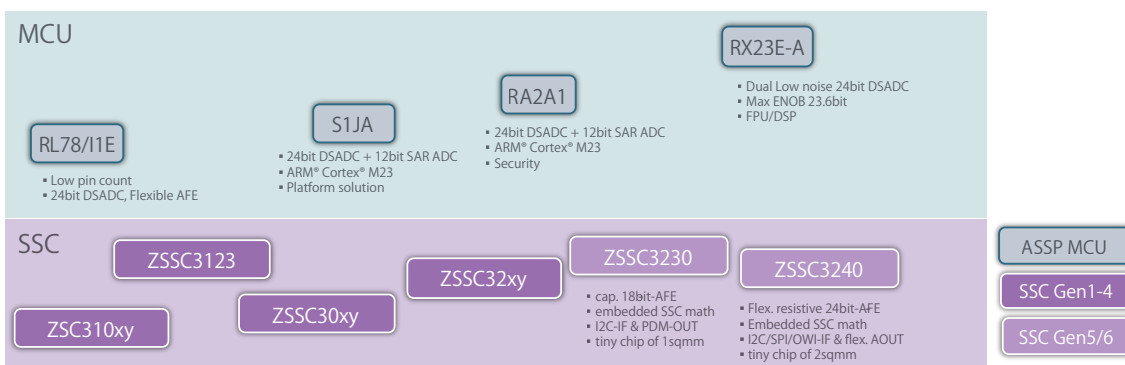 MCU
RX23E-A
▪ Dual Low noise 24bit DSADC
▪ Max ENOB 23.6bit
▪ FPU/DSP
RA2A1
▪ 24bit DSADC + 12bit SAR ADC
▪ ARM® Cortex® M23
▪ Security
S1JA
▪ 24bit DSADC + 12bit SAR ADC
▪ ARM® Cortex® M23
▪ Platform solution
RL78/I1E
▪ Low pin count
▪ 24bit DSADC, Flexible AFE
SSC
ZSSC3123
ZSC310xy
ZSSC30xy
ZSSC32xy
ZSSC3230
▪ cap. 18bit-AFE
▪ embedded SSC math
▪ I2C-IF & PDM-OUT
▪ tiny chip of 1sqmm
ZSSC3240
▪ Flex. resistive 24bit-AFE
▪ Embedded SSC math
▪ I2C/SPI/OWI-IF & flex. AOUT
▪ tiny chip of 2sqmm
ASSP MCU
SSC Gen1-4
SSC Gen5/6